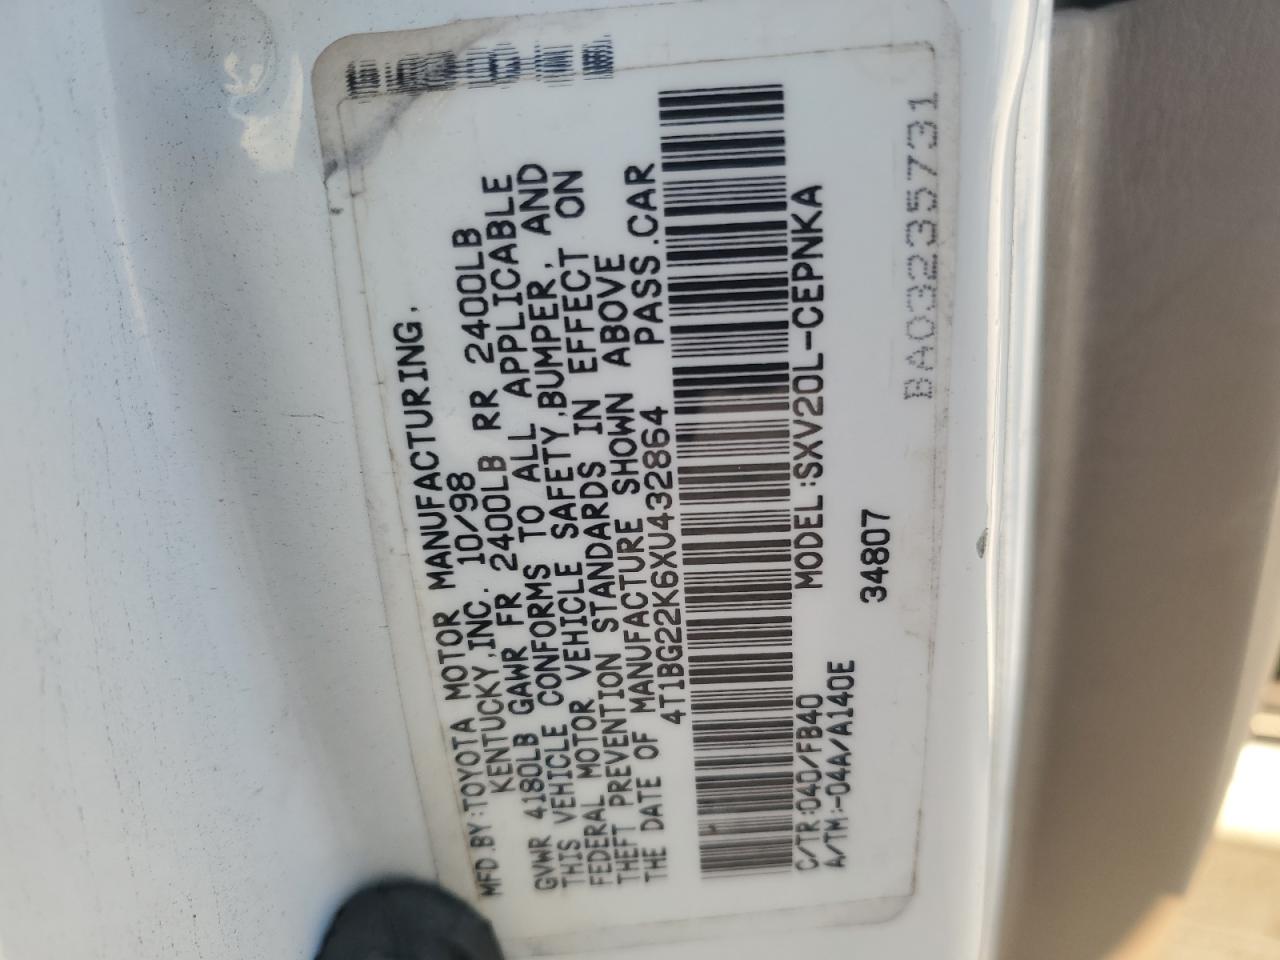 MFD.BY:TOYOTA MOTOR MANUFACTURING,
KENTUCKY,INC. 10/98
GVWR 4180LB GAWR FR 2400LB RR 2400LB
THIS VEHICLE CONFORMS TO ALL APPLICABLE
FEDERAL MOTOR VEHICLE SAFETY,BUMPER, AND
THEFT PREVENTION STANDARDS IN EFFECT ON
THE DATE OF MANUFACTURE SHOWN ABOVE
4T1BG22K6XU432864 PASS.CAR
C/TR:040/FB40 MODEL:SXV20L-CEPNKA
A/TM:-04A/A140E
34807
BA03235731